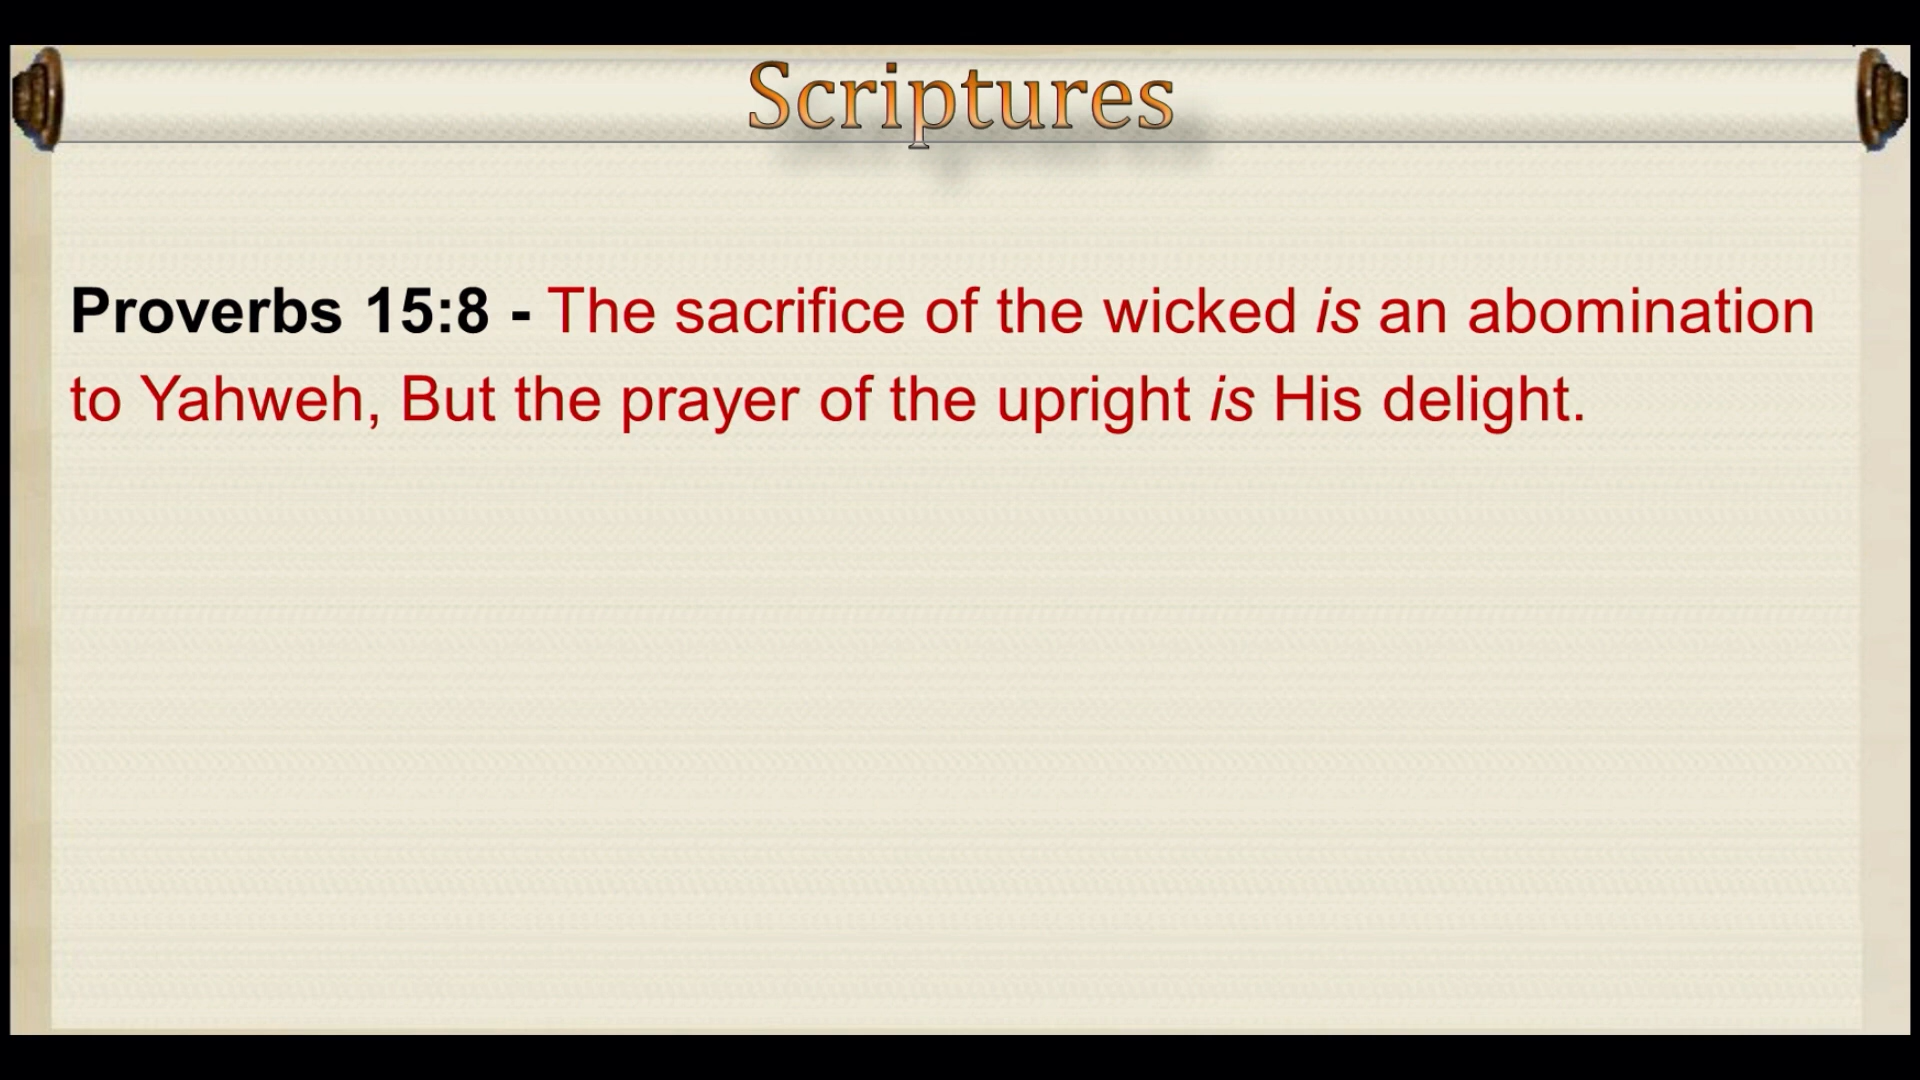 Scriptures
Proverbs 15:8 - The sacrifice of the wicked is an abomination
to Yahweh, But the prayer of the upright is His delight.